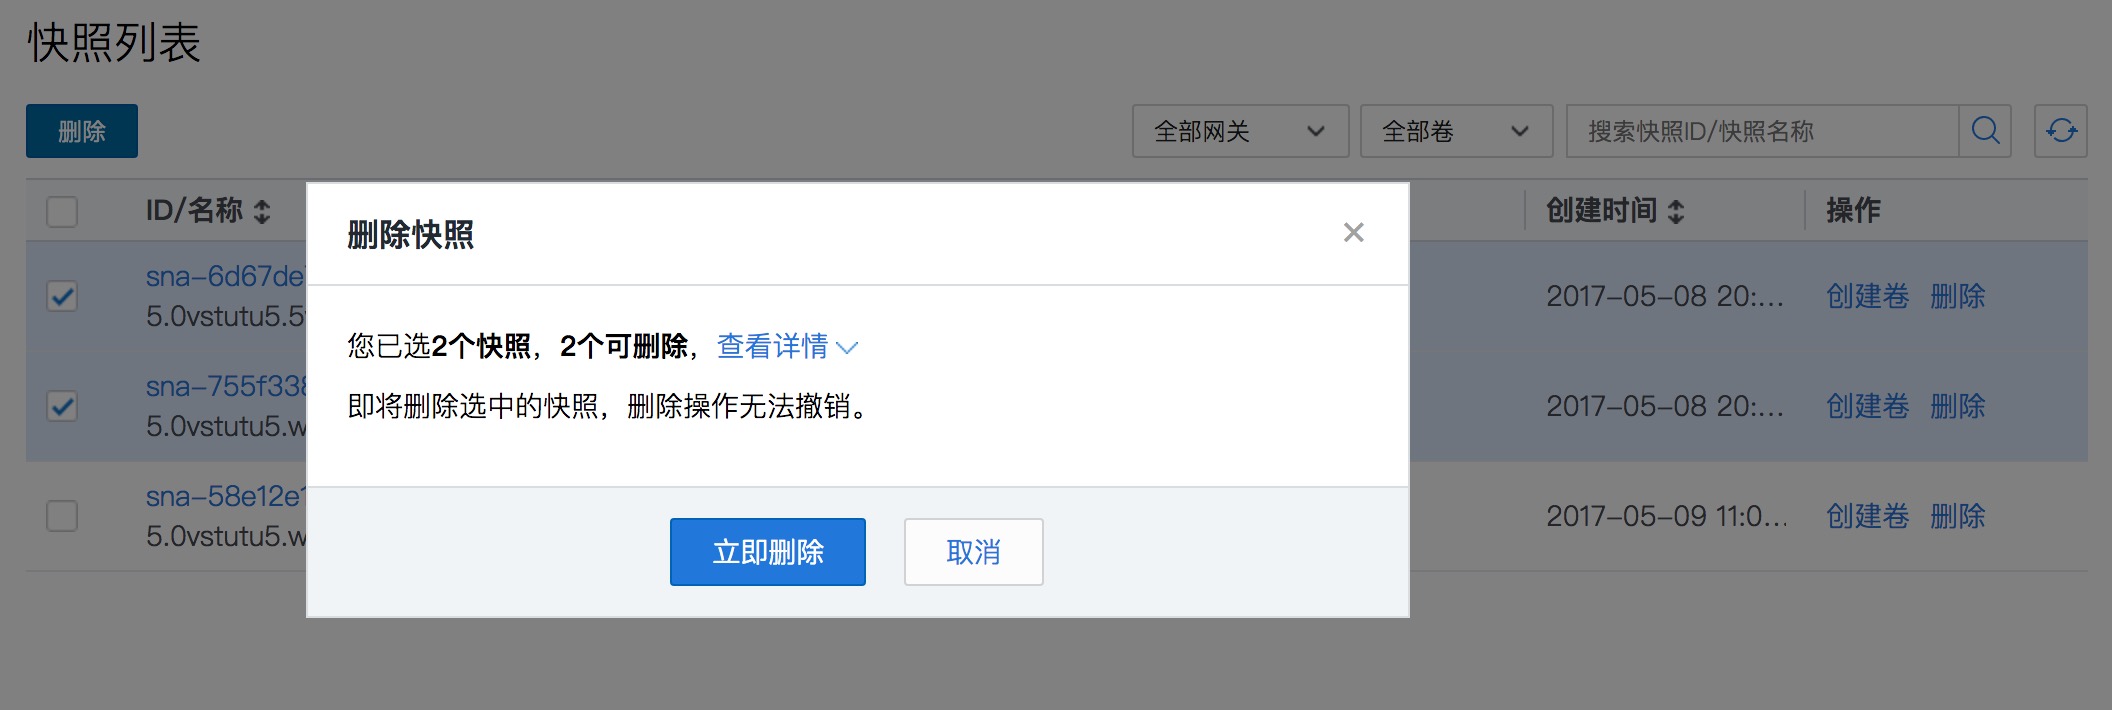 快照列表
删除
全部网关
全部卷
搜索快照ID/快照名称
ID/名称
创建时间
操作
删除快照
您已选2个快照，2个可删除，查看详情
即将删除选中的快照，删除操作无法撤销。
立即删除
取消
sna-6d67de
5.0vstutu5.5
2017-05-08 20:...
创建卷 删除
sna-755f338
5.0vstutu5.w
2017-05-08 20:...
创建卷 删除
sna-58e12e
5.0vstutu5.w
2017-05-09 11:0...
创建卷 删除